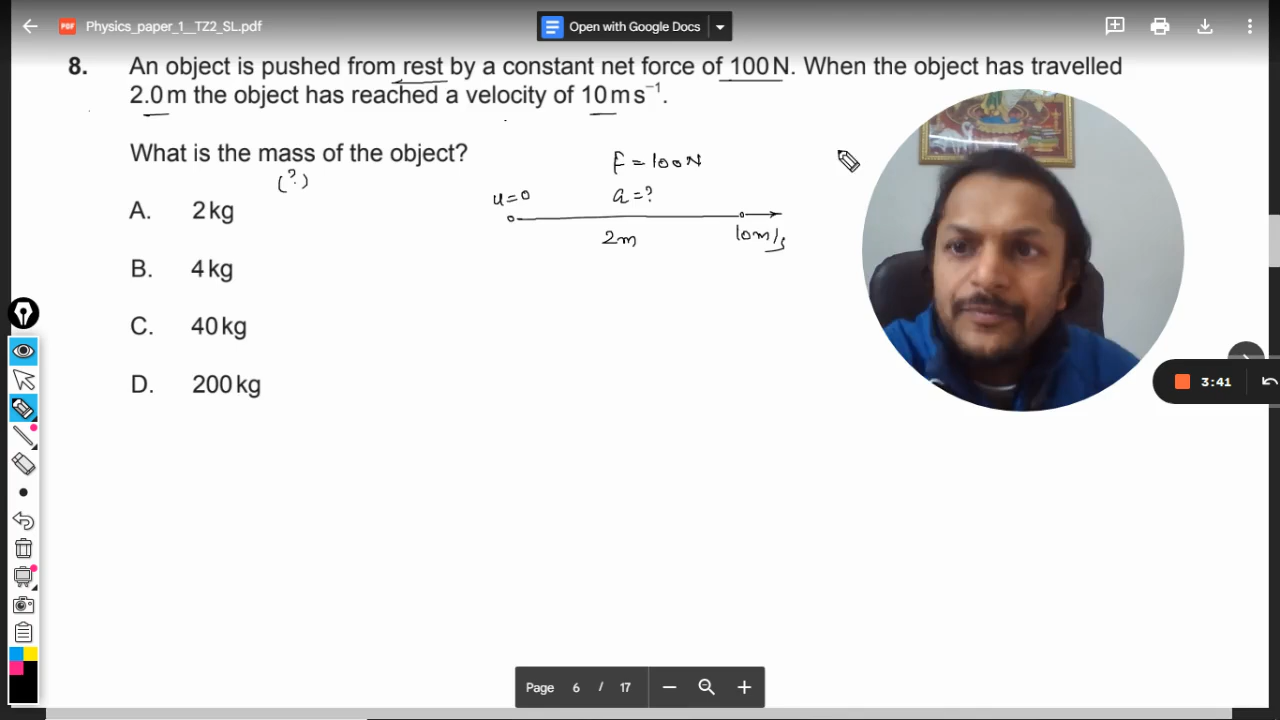 Physics_paper_1__TZ2_SL.pdf
Open with Google Docs
8. An object is pushed from rest by a constant net force of 100 N. When the object has travelled
2.0 m the object has reached a velocity of 10 m s⁻¹.
What is the mass of the object?
(?)
F = 100N
u=0
a=?
2m
10m/s
A. 2 kg
B. 4 kg
C. 40 kg
D. 200 kg
3:41
Page 6 / 17